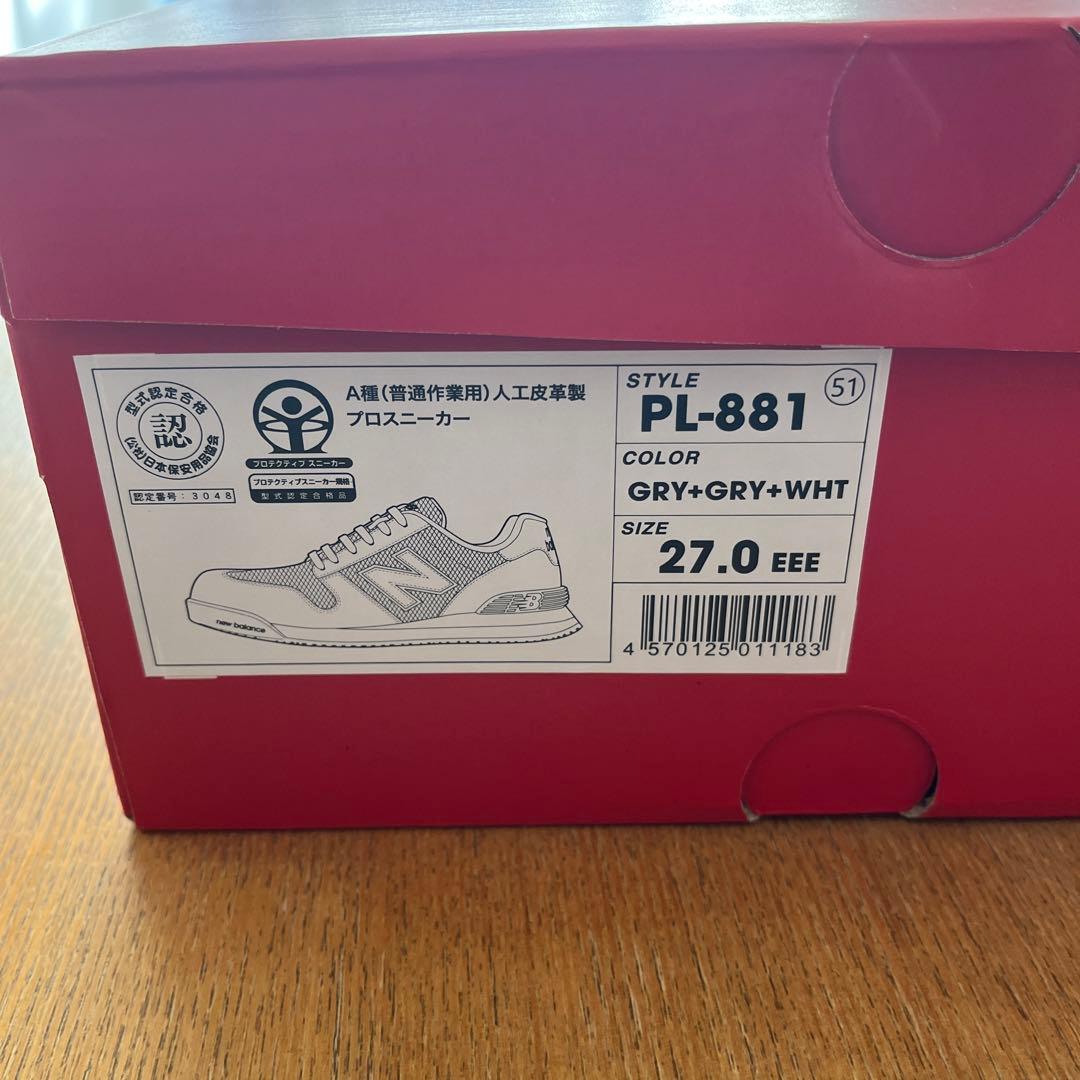 型式認定合格
認
(公社)日本保安用品協会
認定番号：3048
プロテクティブ スニーカー
プロテクティブスニーカー規格
型式認定合格品
A種(普通作業用)人工皮革製
プロスニーカー
N
NB
new balance
STYLE
PL-881
51
COLOR
GRY+GRY+WHT
SIZE
27.0 EEE
4 570125 011183